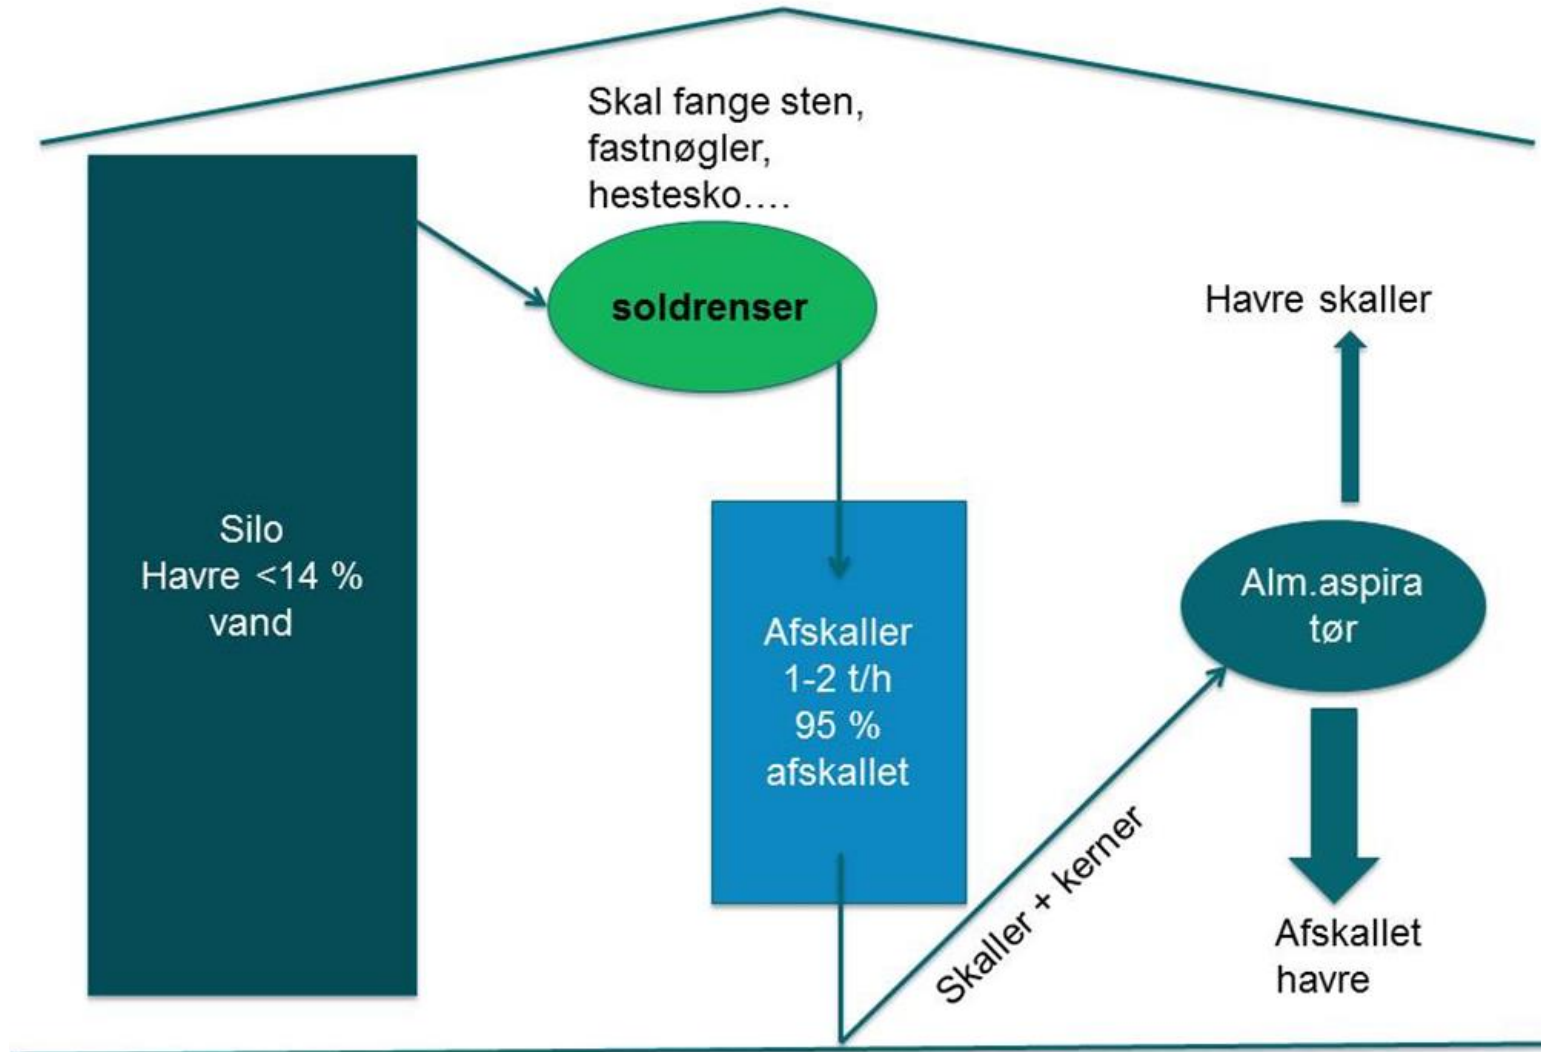 Skal fange sten,
fastnøgler,
hestesko....
soldrenser
Silo
Havre <14 %
vand
Afskaller
1-2 t/h
95 %
afskallet
Skaller + kerner
Havre skaller
Alm.aspira
tør
Afskallet
havre